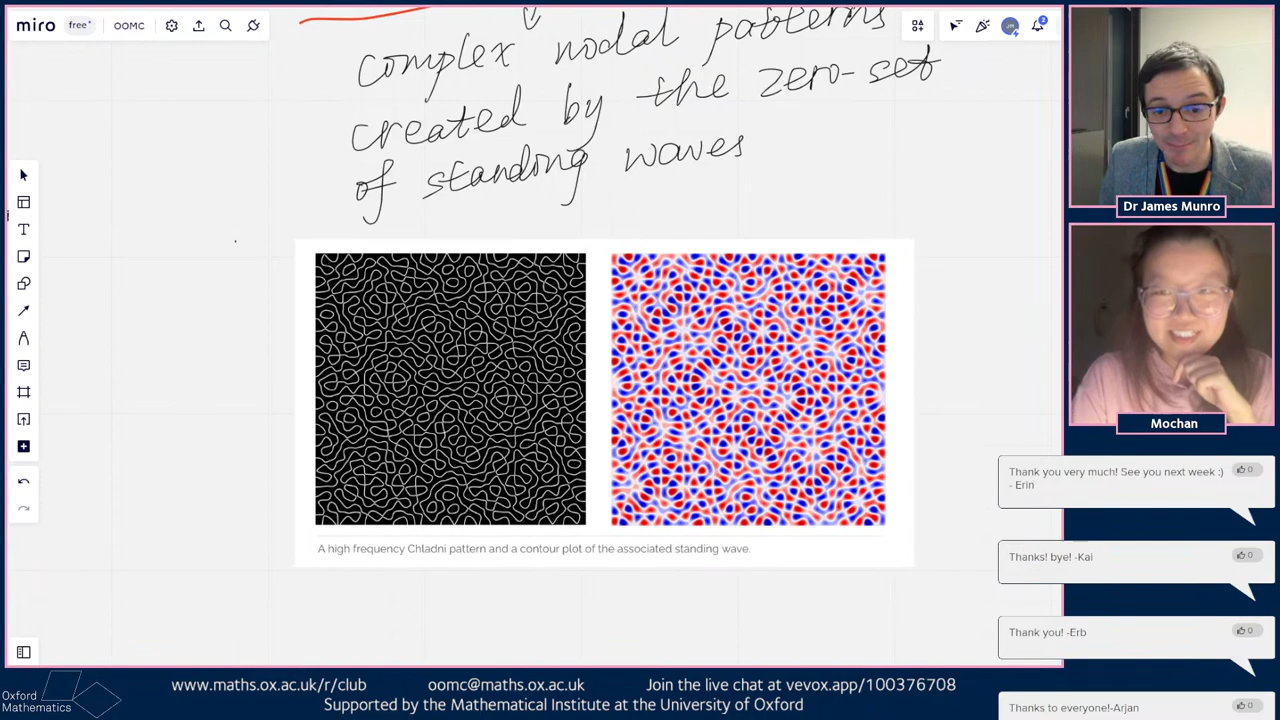 miro free OOMC
JM
2
complex nodal patterns
created by the zero-set
of standing waves
A high frequency Chladni pattern and a contour plot of the associated standing wave.
Dr James Munro
Mochan
Thank you very much! See you next week :)
- Erin
0
Thanks! bye! -Kai
0
Thank you! -Erb
0
Thanks to everyone!-Arjan
0
Oxford
Mathematics
www.maths.ox.ac.uk/r/club oomc@maths.ox.ac.uk Join the live chat at vevox.app/100376708
Supported by the Mathematical Institute at the University of Oxford